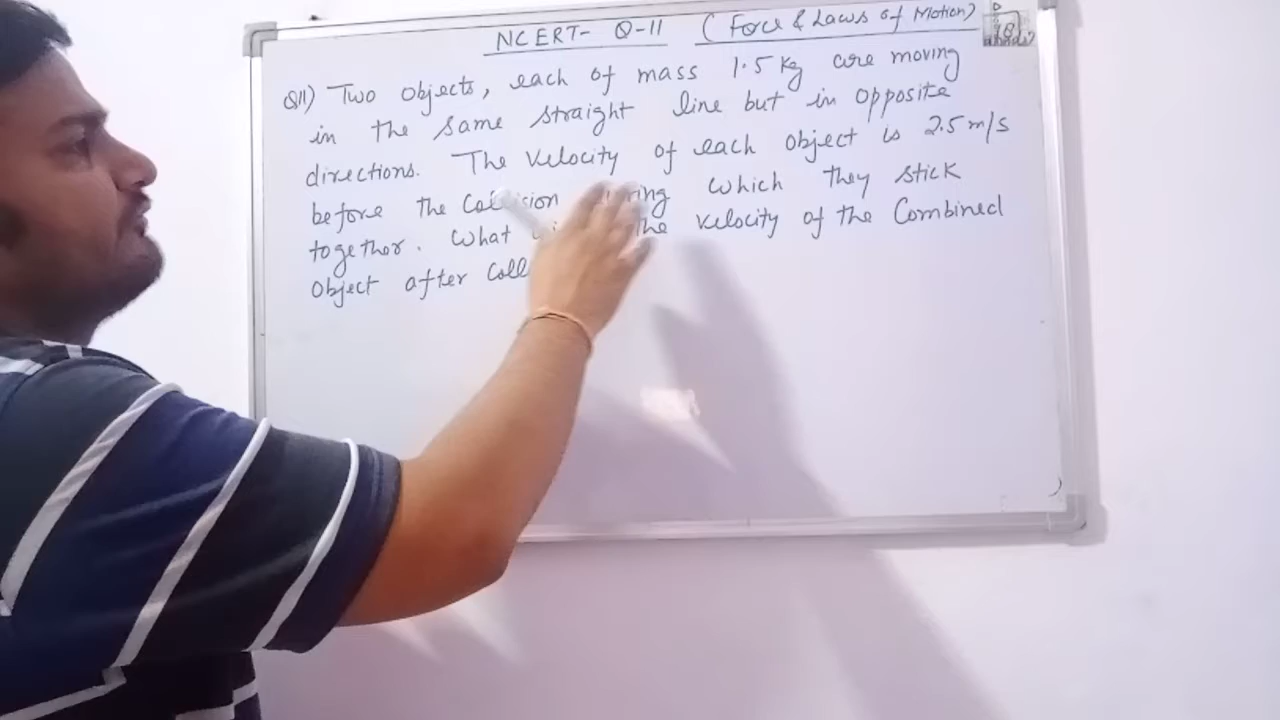 NCERT- Q-11 (Force & Laws of Motion)
Q11) Two objects, each of mass 1.5 Kg are moving
in the same straight line but in opposite
directions. The velocity of each object is 2.5 m/s
before the Collision during which they stick
together. What the velocity of the Combined
Object after